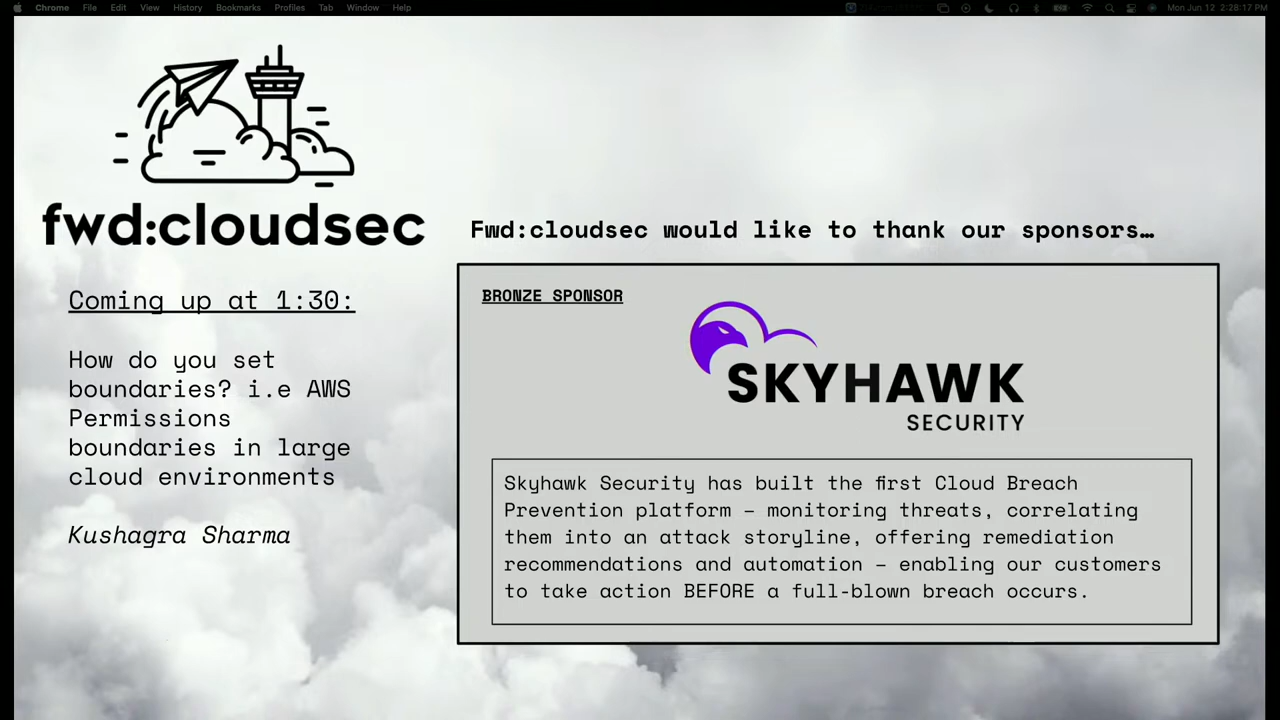 Chrome File Edit View History Bookmarks Profiles Tab Window Help
Mon Jun 12 2:28:17 PM
fwd:cloudsec
Coming up at 1:30:
How do you set
boundaries? i.e AWS
Permissions
boundaries in large
cloud environments
Kushagra Sharma
Fwd:cloudsec would like to thank our sponsors…
BRONZE SPONSOR
SKYHAWK
SECURITY
Skyhawk Security has built the first Cloud Breach
Prevention platform – monitoring threats, correlating
them into an attack storyline, offering remediation
recommendations and automation – enabling our customers
to take action BEFORE a full-blown breach occurs.